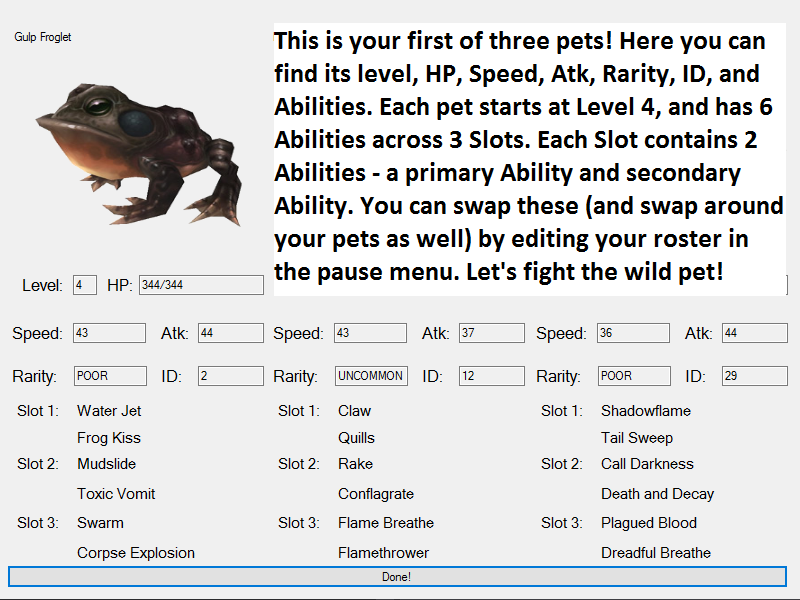 Gulp Froglet
This is your first of three pets! Here you can
find its level, HP, Speed, Atk, Rarity, ID, and
Abilities. Each pet starts at Level 4, and has 6
Abilities across 3 Slots. Each Slot contains 2
Abilities - a primary Ability and secondary
Ability. You can swap these (and swap around
your pets as well) by editing your roster in
the pause menu. Let's fight the wild pet!
Level: 4 HP: 344/344
Speed: 43 Atk: 44 Speed: 43 Atk: 37 Speed: 36 Atk: 44
Rarity: POOR ID: 2 Rarity: UNCOMMON ID: 12 Rarity: POOR ID: 29
Slot 1: Water Jet Slot 1: Claw Slot 1: Shadowflame
Frog Kiss Quills Tail Sweep
Slot 2: Mudslide Slot 2: Rake Slot 2: Call Darkness
Toxic Vomit Conflagrate Death and Decay
Slot 3: Swarm Slot 3: Flame Breathe Slot 3: Plagued Blood
Corpse Explosion Flamethrower Dreadful Breathe
Done!